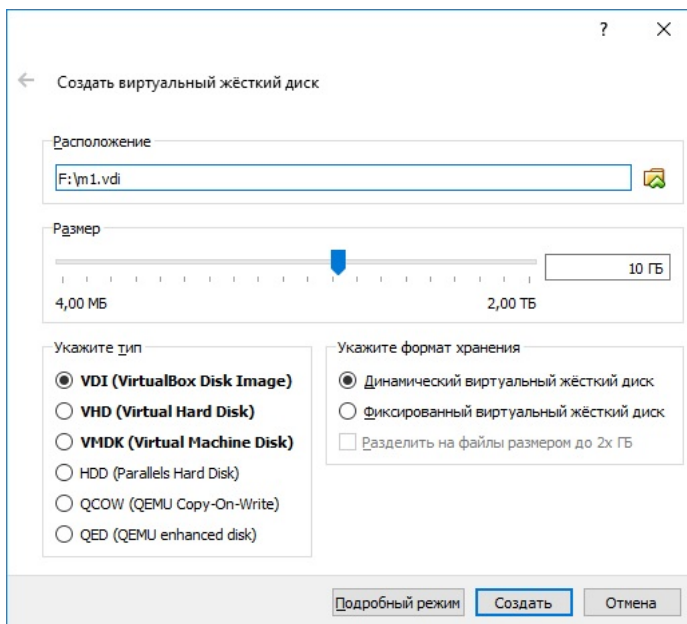 ?
Создать виртуальный жёсткий диск
Расположение
F:\m1.vdi
Размер
10 ГБ
4,00 МБ 2,00 ТБ
Укажите тип
VDI (VirtualBox Disk Image)
VHD (Virtual Hard Disk)
VMDK (Virtual Machine Disk)
HDD (Parallels Hard Disk)
QCOW (QEMU Copy-On-Write)
QED (QEMU enhanced disk)
Укажите формат хранения
Динамический виртуальный жёсткий диск
Фиксированный виртуальный жёсткий диск
Разделить на файлы размером до 2х ГБ
Подробный режим Создать Отмена